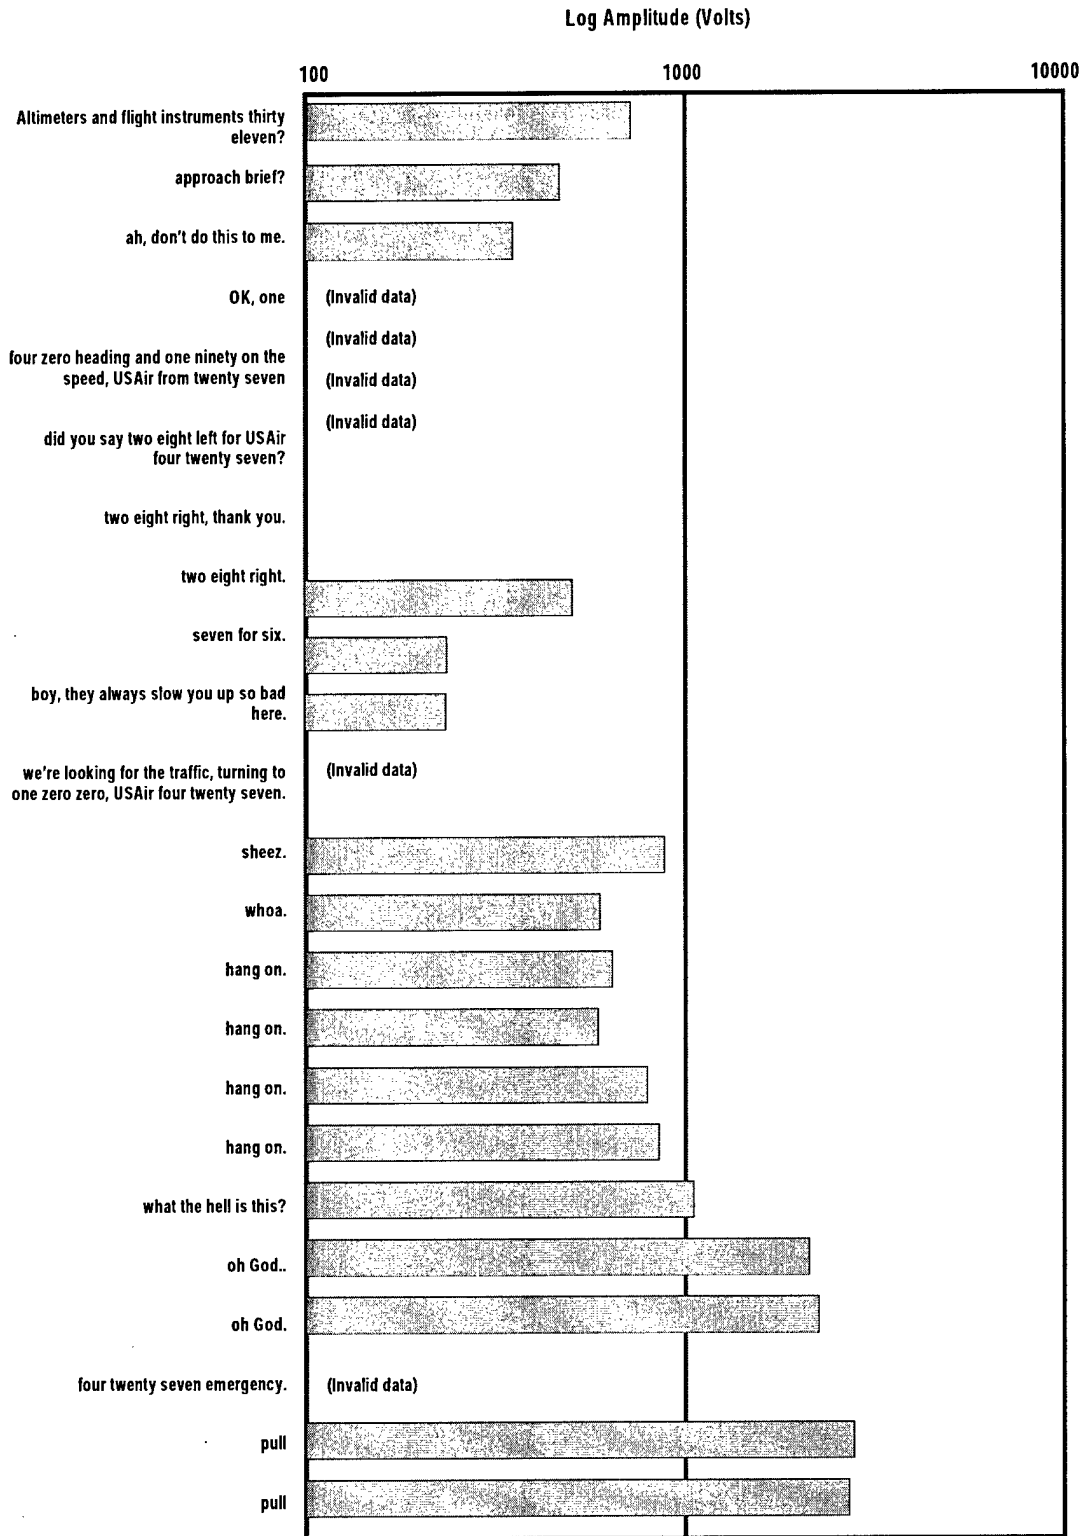 Log Amplitude (Volts)
100 1000 10000
Altimeters and flight instruments thirty
eleven?
approach brief?
ah, don't do this to me.
OK, one (Invalid data)
(Invalid data)
four zero heading and one ninety on the
speed, USAir from twenty seven (Invalid data)
(Invalid data)
did you say two eight left for USAir
four twenty seven?
two eight right, thank you.
two eight right.
seven for six.
boy, they always slow you up so bad
here.
we're looking for the traffic, turning to (Invalid data)
one zero zero, USAir four twenty seven.
sheez.
whoa.
hang on.
hang on.
hang on.
hang on.
what the hell is this?
oh God..
oh God.
four twenty seven emergency. (Invalid data)
pull
pull